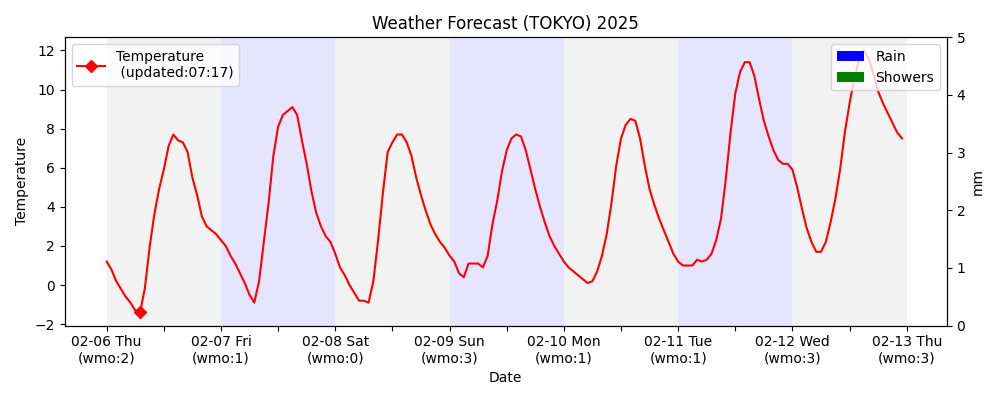 Weather Forecast (TOKYO) 2025
Temperature
(updated:07:17)
Rain
Showers
Temperature
12
10
8
6
4
2
0
−2
5
4
3
2
1
0
mm
02-06 Thu
(wmo:2)
02-07 Fri
(wmo:1)
02-08 Sat
(wmo:0)
02-09 Sun
(wmo:3)
02-10 Mon
(wmo:1)
02-11 Tue
(wmo:1)
02-12 Wed
(wmo:3)
02-13 Thu
(wmo:3)
Date